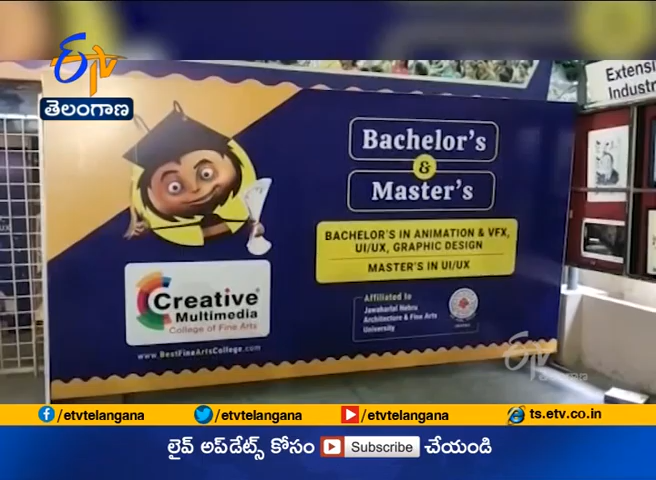 ETV
తెలంగాణ
Extens
Industr
Bachelor's
&
Master's
BACHELOR'S IN ANIMATION & VFX,
UI/UX, GRAPHIC DESIGN
MASTER'S IN UI/UX
Creative
Multimedia
College of Fine Arts
www.BestFineArtsCollege.com
Affiliated to
Jawaharlal Nehru
Architecture & Fine Arts
University
ETV
తెలంగాణ
/etvtelangana /etvtelangana /etvtelangana ts.etv.co.in
లైవ్ అప్‌డేట్స్ కోసం Subscribe చేయండి